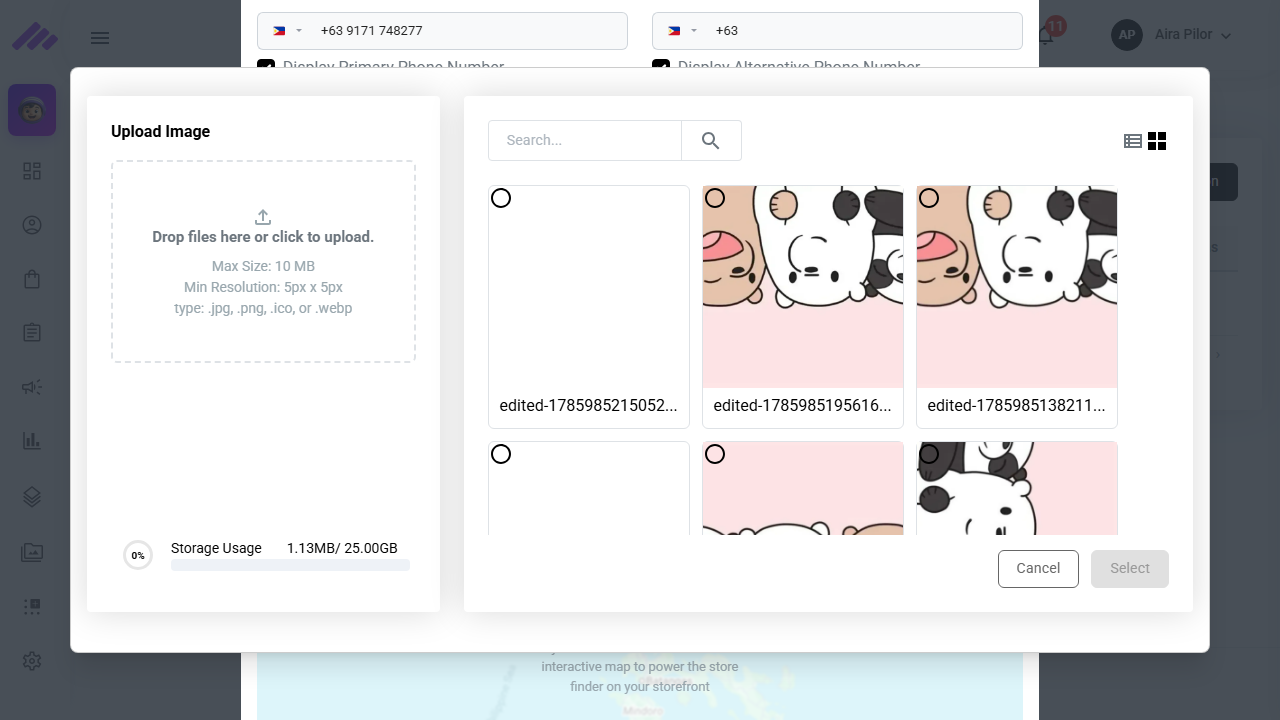 +63 9171 748277
+63
11
AP
Aira Pilor
Display Primary Phone Number
Display Alternative Phone Number
Upload Image
Drop files here or click to upload.
Max Size: 10 MB
Min Resolution: 5px x 5px
type: .jpg, .png, .ico, or .webp
0%
Storage Usage
1.13MB/ 25.00GB
Search...
edited-1785985215052...
edited-1785985195616...
edited-1785985138211...
Cancel
Select
interactive map to power the store
finder on your storefront
Mindoro